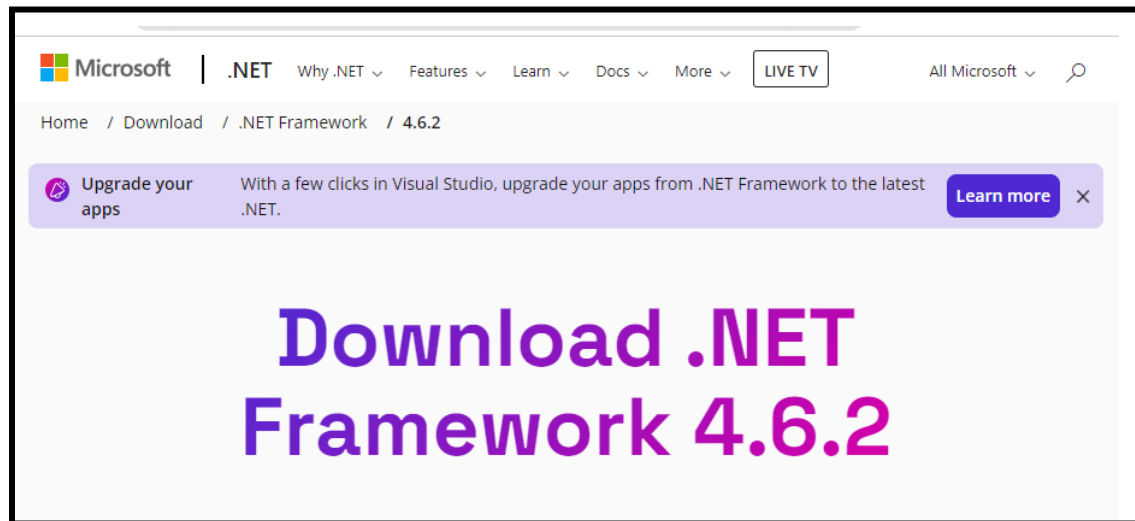 Microsoft | .NET Why .NET Features Learn Docs More LIVE TV All Microsoft
Home / Download / .NET Framework / 4.6.2
Upgrade your apps
With a few clicks in Visual Studio, upgrade your apps from .NET Framework to the latest
.NET.
Learn more
Download .NET
Framework 4.6.2